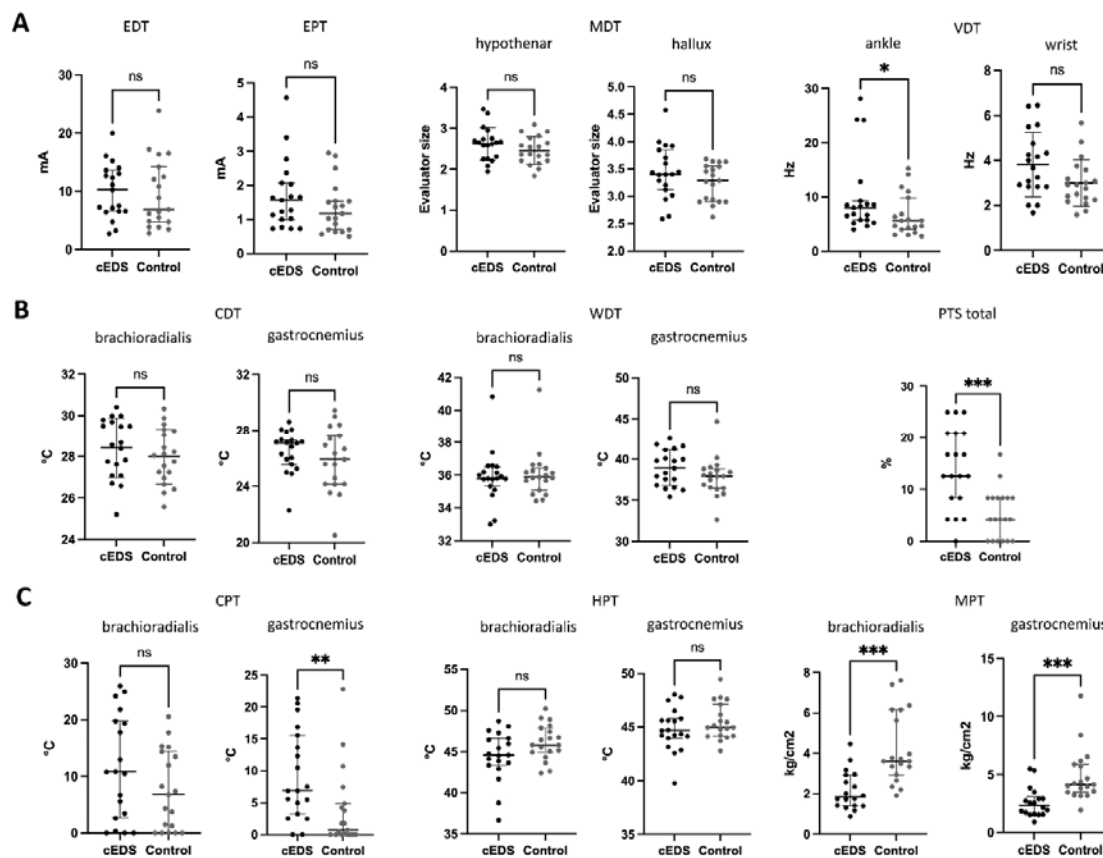 A
EDT
EPT
MDT
VDT
hypothenar
hallux
ankle
wrist
ns
ns
ns
ns
*
ns
mA
30
20
10
0
cEDS Control
mA
5
4
3
2
1
0
cEDS Control
Evaluator size
4
3
2
1
0
cEDS Control
Evaluator size
5.0
4.5
4.0
3.5
3.0
2.5
2.0
cEDS Control
Hz
30
20
10
0
cEDS Control
Hz
8
6
4
2
0
cEDS Control
B
CDT
WDT
PTS total
brachioradialis
gastrocnemius
brachioradialis
gastrocnemius
ns
ns
ns
ns
***
°C
32
30
28
26
24
cEDS Control
°C
32
28
24
20
cEDS Control
°C
42
40
38
36
34
32
cEDS Control
°C
50
45
40
35
30
cEDS Control
%
30
20
10
0
cEDS Control
C
CPT
HPT
MPT
brachioradialis
gastrocnemius
brachioradialis
gastrocnemius
brachioradialis
gastrocnemius
ns
**
ns
ns
***
***
°C
30
20
10
0
cEDS Control
°C
25
20
15
10
5
0
cEDS Control
°C
55
50
45
40
35
cEDS Control
°C
50
45
40
35
cEDS Control
kg/cm2
8
6
4
2
0
cEDS Control
kg/cm2
15
10
5
0
cEDS Control